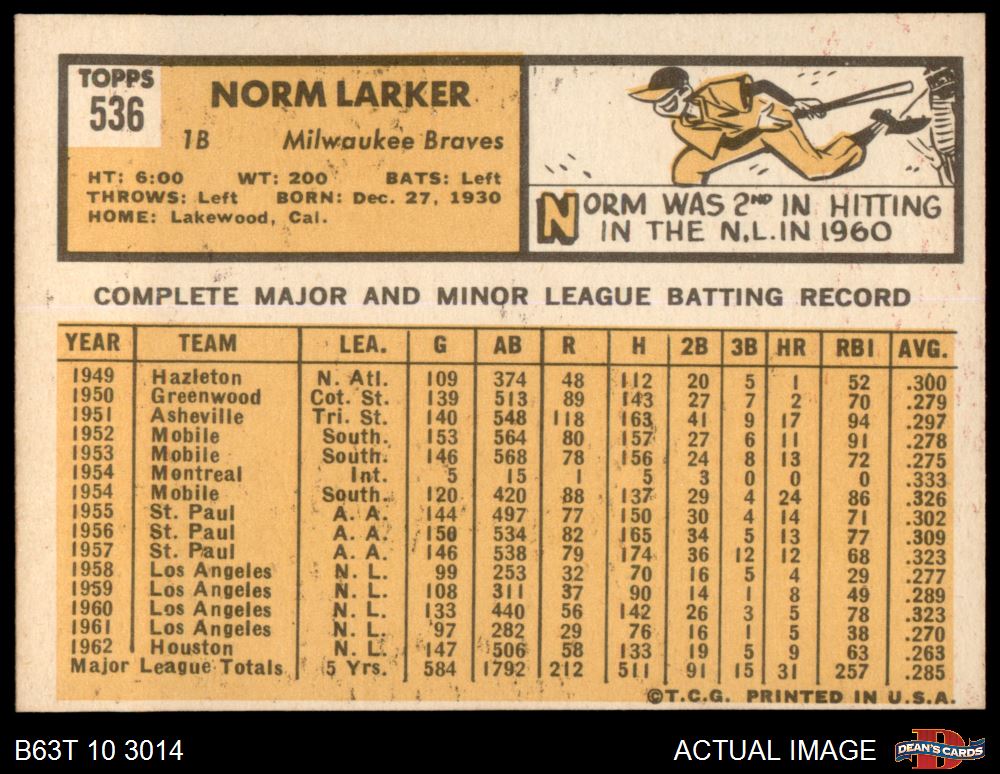 TOPPS
536
NORM LARKER
1B Milwaukee Braves
HT: 6:00 WT: 200 BATS: Left
THROWS: Left BORN: Dec. 27, 1930
HOME: Lakewood, Cal.
NORM WAS 2ND IN HITTING
IN THE N.L. IN 1960
COMPLETE MAJOR AND MINOR LEAGUE BATTING RECORD
YEAR TEAM LEA. G AB R H 2B 3B HR RBI AVG.
1949 Hazleton N. Atl. 109 374 48 112 20 5 1 52 .300
1950 Greenwood Cot. St. 139 513 89 143 27 7 2 70 .279
1951 Asheville Tri. St. 140 548 118 163 41 9 17 94 .297
1952 Mobile South. 153 564 80 157 27 6 11 91 .278
1953 Mobile South. 146 568 78 156 24 8 13 72 .275
1954 Montreal Int. 5 15 1 5 3 0 0 0 .333
1954 Mobile South. 120 420 88 137 29 4 24 86 .326
1955 St. Paul A. A. 144 497 77 150 30 4 14 71 .302
1956 St. Paul A. A. 150 534 82 165 34 5 13 77 .309
1957 St. Paul A. A. 146 538 79 174 36 12 12 68 .323
1958 Los Angeles N. L. 99 253 32 70 16 5 4 29 .277
1959 Los Angeles N. L. 108 311 37 90 14 1 8 49 .289
1960 Los Angeles N. L. 133 440 56 142 26 3 5 78 .323
1961 Los Angeles N. L. 97 282 29 76 16 1 5 38 .270
1962 Houston N. L. 147 506 58 133 19 5 9 63 .263
Major League Totals 5 Yrs. 584 1792 212 511 91 15 31 257 .285
©T.C.G. PRINTED IN U.S.A.
B63T 10 3014 ACTUAL IMAGE DEAN'S CARDS